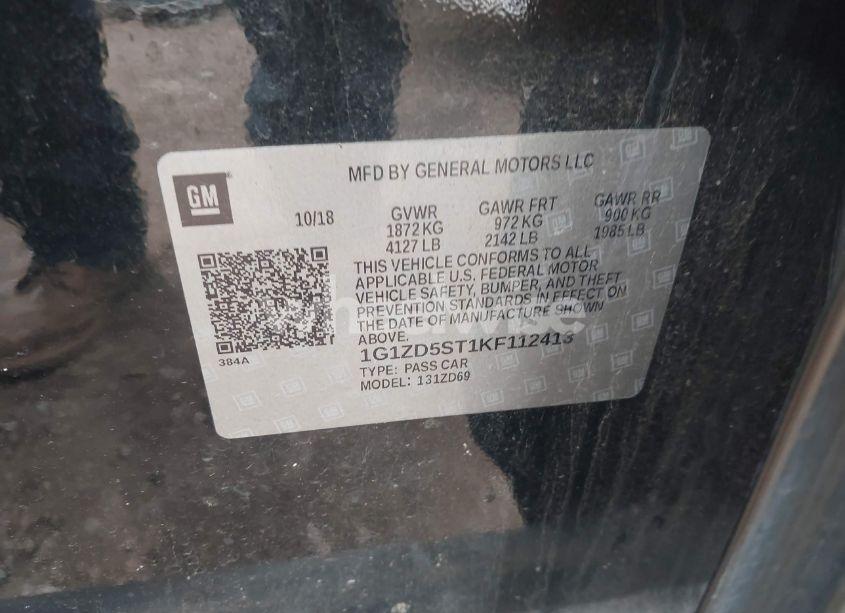 MFD BY GENERAL MOTORS LLC
GM
10/18
GVWR
1872 KG
4127 LB
GAWR FRT
972 KG
2142 LB
GAWR RR
900 KG
1985 LB
THIS VEHICLE CONFORMS TO ALL
APPLICABLE U.S. FEDERAL MOTOR
VEHICLE SAFETY, BUMPER, AND THEFT
PREVENTION STANDARDS IN EFFECT ON
THE DATE OF MANUFACTURE SHOWN
ABOVE.
1G1ZD5ST1KF112413
TYPE: PASS CAR
MODEL: 131ZD69
384A